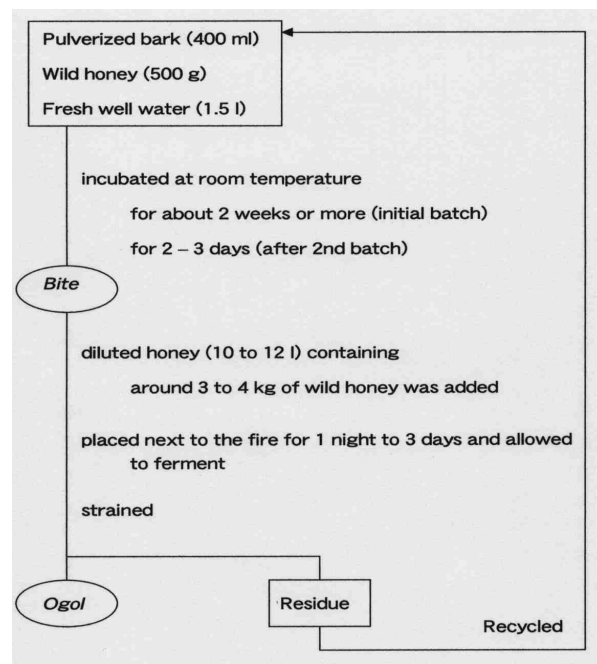 Pulverized bark (400 ml)
Wild honey (500 g)
Fresh well water (1.5 l)
incubated at room temperature
for about 2 weeks or more (initial batch)
for 2 – 3 days (after 2nd batch)
Bite
diluted honey (10 to 12 l) containing
around 3 to 4 kg of wild honey was added
placed next to the fire for 1 night to 3 days and allowed
to ferment
strained
Ogol
Residue
Recycled